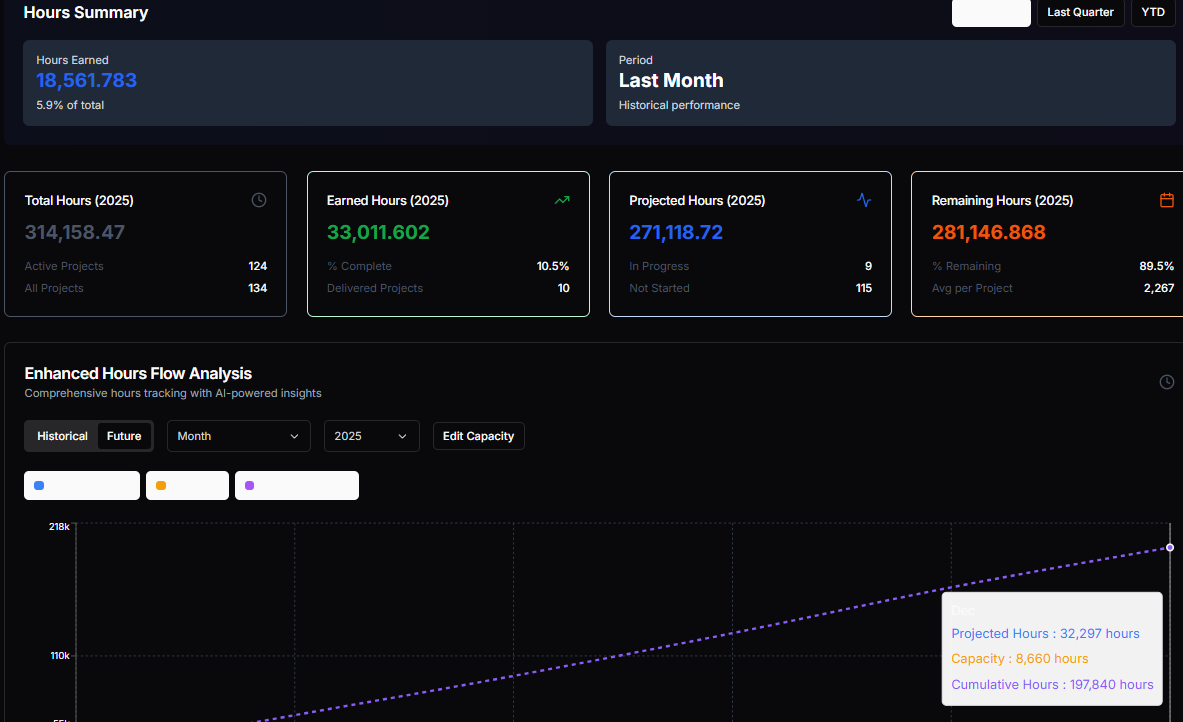 Hours Summary
Last Quarter
YTD
Hours Earned
18,561.783
5.9% of total
Period
Last Month
Historical performance
Total Hours (2025)
314,158.47
Active Projects 124
All Projects 134
Earned Hours (2025)
33,011.602
% Complete 10.5%
Delivered Projects 10
Projected Hours (2025)
271,118.72
In Progress 9
Not Started 115
Remaining Hours (2025)
281,146.868
% Remaining 89.5%
Avg per Project 2,267
Enhanced Hours Flow Analysis
Comprehensive hours tracking with AI-powered insights
Historical
Future
Month
2025
Edit Capacity
218k
110k
Dec
Projected Hours : 32,297 hours
Capacity : 8,660 hours
Cumulative Hours : 197,840 hours